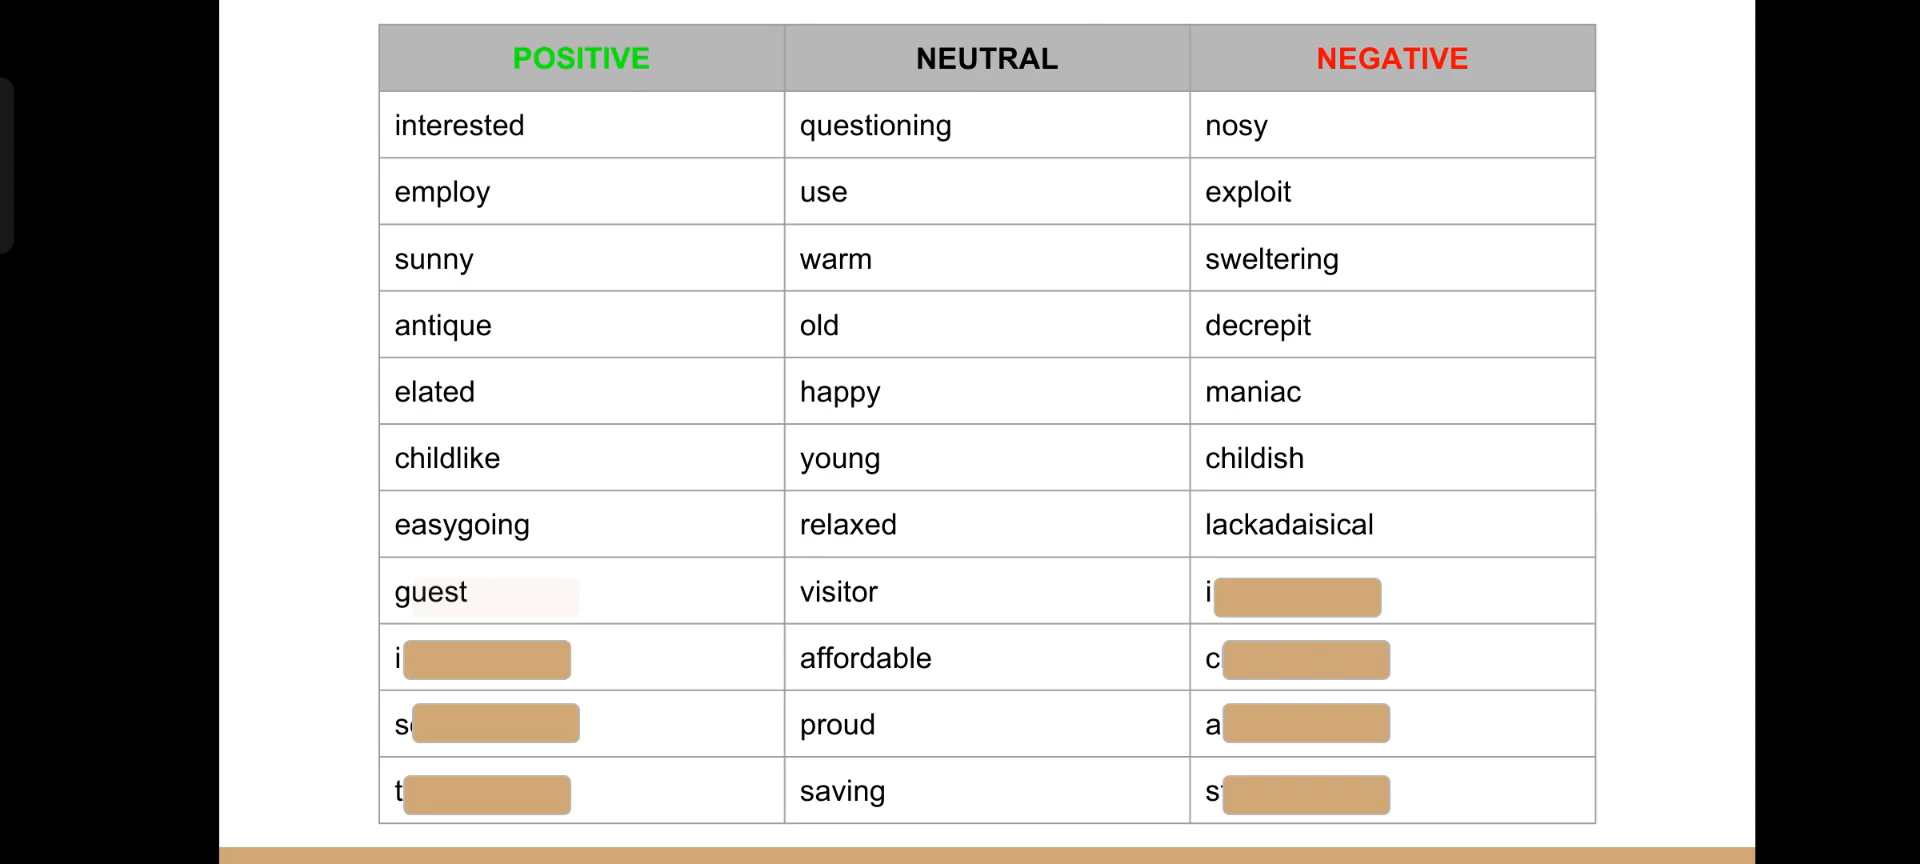 POSITIVE NEUTRAL NEGATIVE
interested questioning nosy
employ use exploit
sunny warm sweltering
antique old decrepit
elated happy maniac
childlike young childish
easygoing relaxed lackadaisical
guest visitor i
i affordable c
s proud a
t saving s